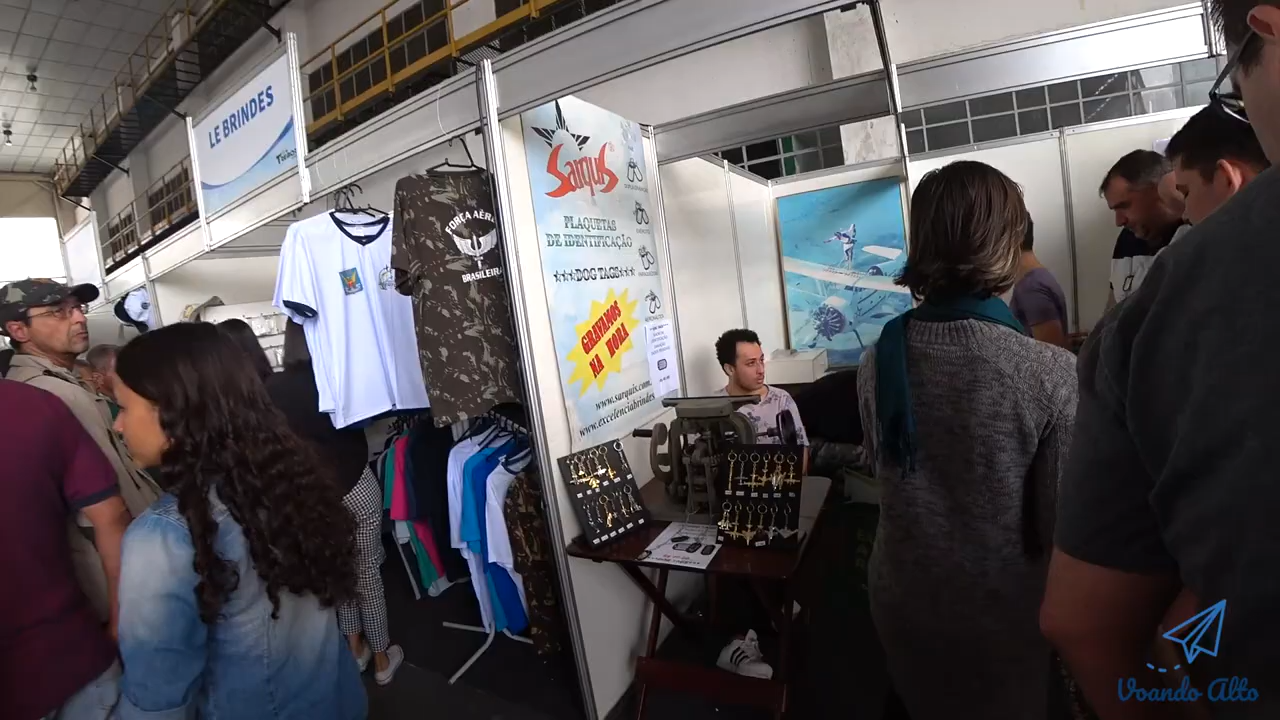 LE BRINDES
FORÇA AÉREA
BRASILEIRA
Sarquis
PLAQUETAS
DE IDENTIFICAÇÃO
★★★DOG TAGS★★★
GRAVAMOS
NA HORA
www.sarquis.com.
www.excelenciabrindes
Voando Alto